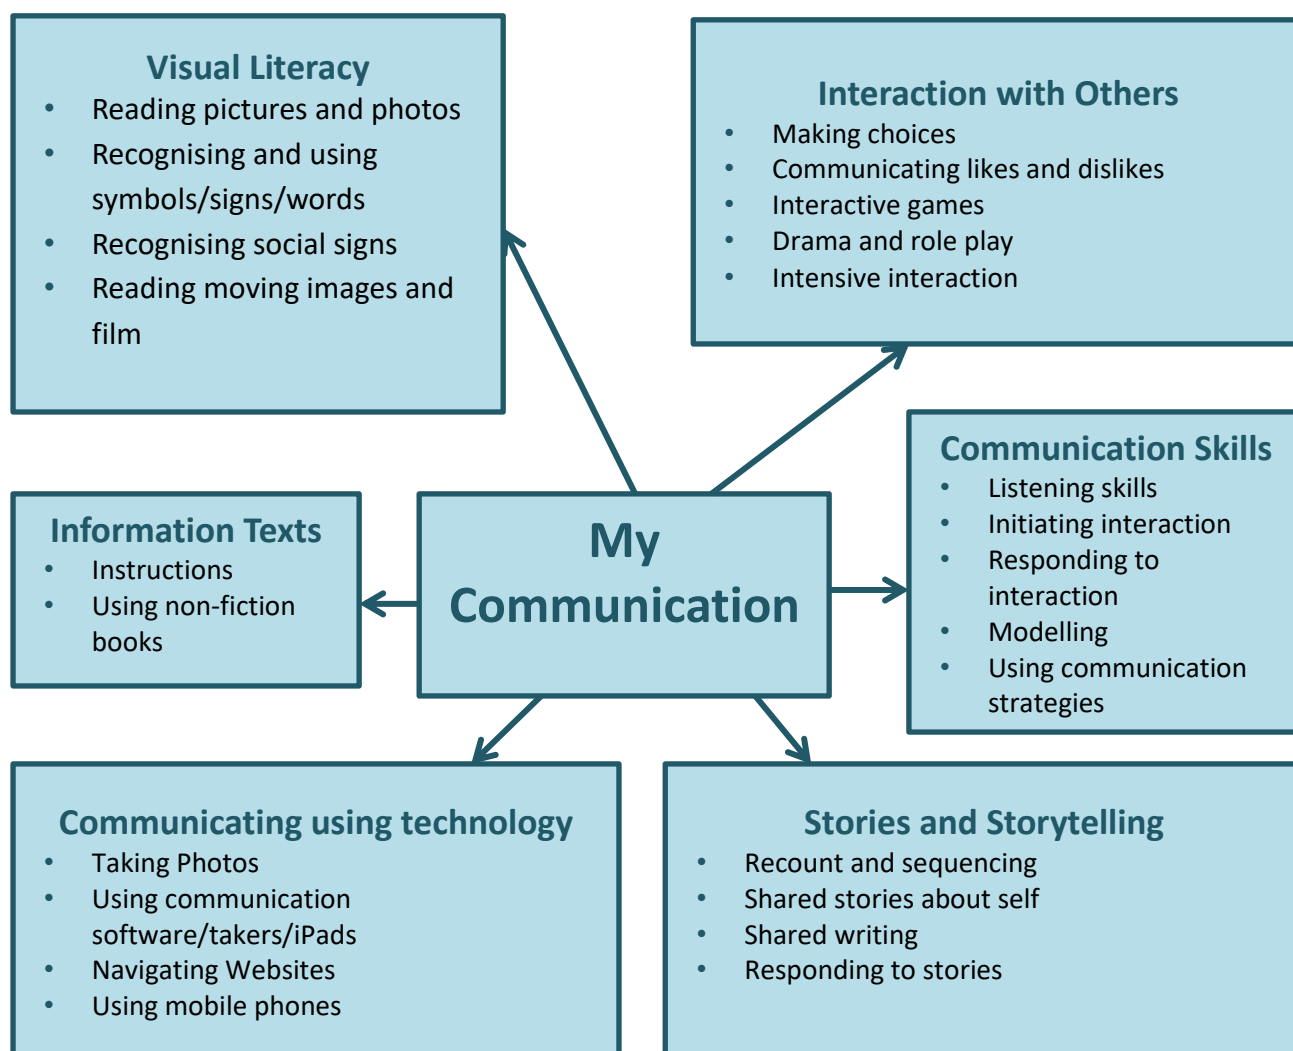 Visual Literacy
• Reading pictures and photos
• Recognising and using
symbols/signs/words
• Recognising social signs
• Reading moving images and
film
Interaction with Others
• Making choices
• Communicating likes and dislikes
• Interactive games
• Drama and role play
• Intensive interaction
Communication Skills
• Listening skills
• Initiating interaction
• Responding to
interaction
• Modelling
• Using communication
strategies
My
Communication
Information Texts
• Instructions
• Using non-fiction
books
Communicating using technology
• Taking Photos
• Using communication
software/takers/iPads
• Navigating Websites
• Using mobile phones
Stories and Storytelling
• Recount and sequencing
• Shared stories about self
• Shared writing
• Responding to stories